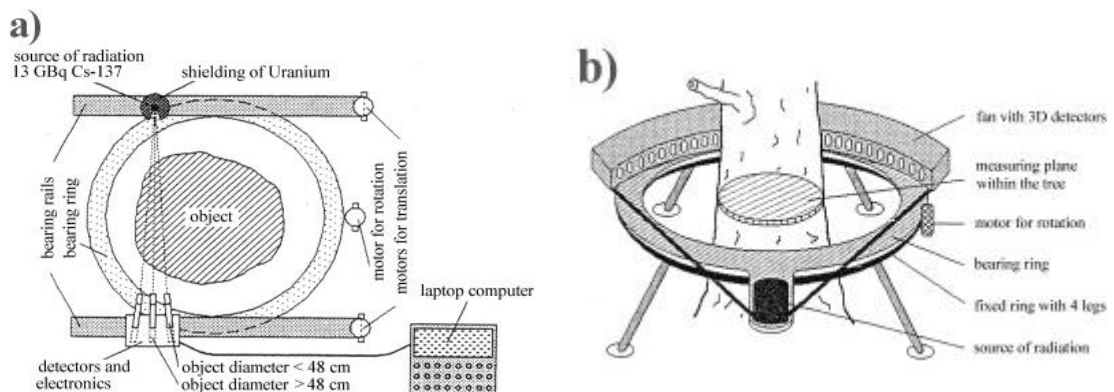 a)
source of radiation
13 GBq Cs-137
shielding of Uranium
bearing rails
bearing ring
object
motor for rotation
motors for translation
laptop computer
detectors and
electronics
object diameter < 48 cm
object diameter > 48 cm
b)
fan vith 3D detectors
measuring plane
within the tree
motor for rotation
bearing ring
fixed ring with 4 legs
source of radiation